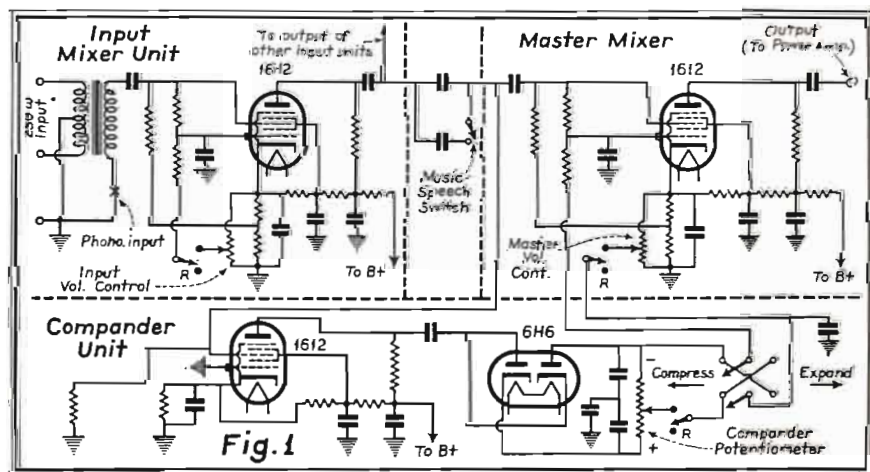 Input
Mixer Unit
To output of
other input units
1612
250 ω
Input
Phono. input
R
Input
Vol. Control
To B+
Music-
Speech
Switch
Master Mixer
Output
(To Power Amp.)
1612
Master
Vol.
Cont.
R
To B+
Compander
Unit
1612
To B+
Fig. 1
6H6
−
+
Compress
Expand
R
Compander
Potentiometer